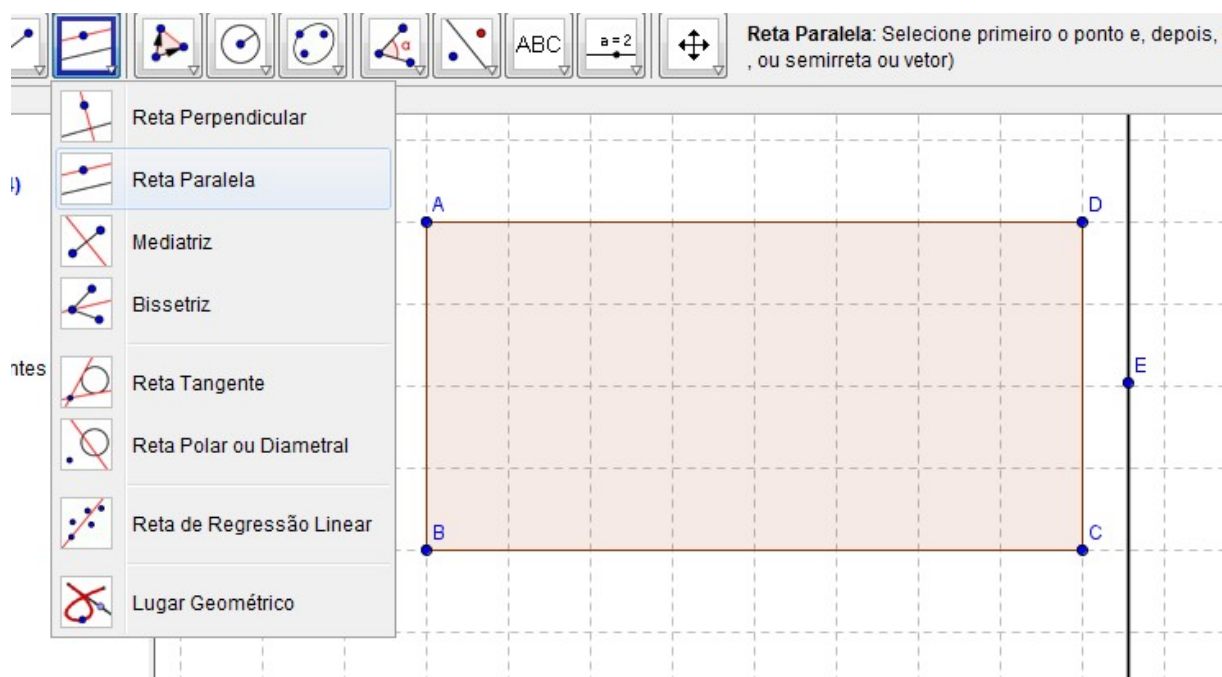 ABC
a=2
Reta Paralela: Selecione primeiro o ponto e, depois,
, ou semirreta ou vetor)
Reta Perpendicular
Reta Paralela
Mediatriz
Bissetriz
Reta Tangente
Reta Polar ou Diametral
Reta de Regressão Linear
Lugar Geométrico
4)
ntes
α
A
D
E
B
C